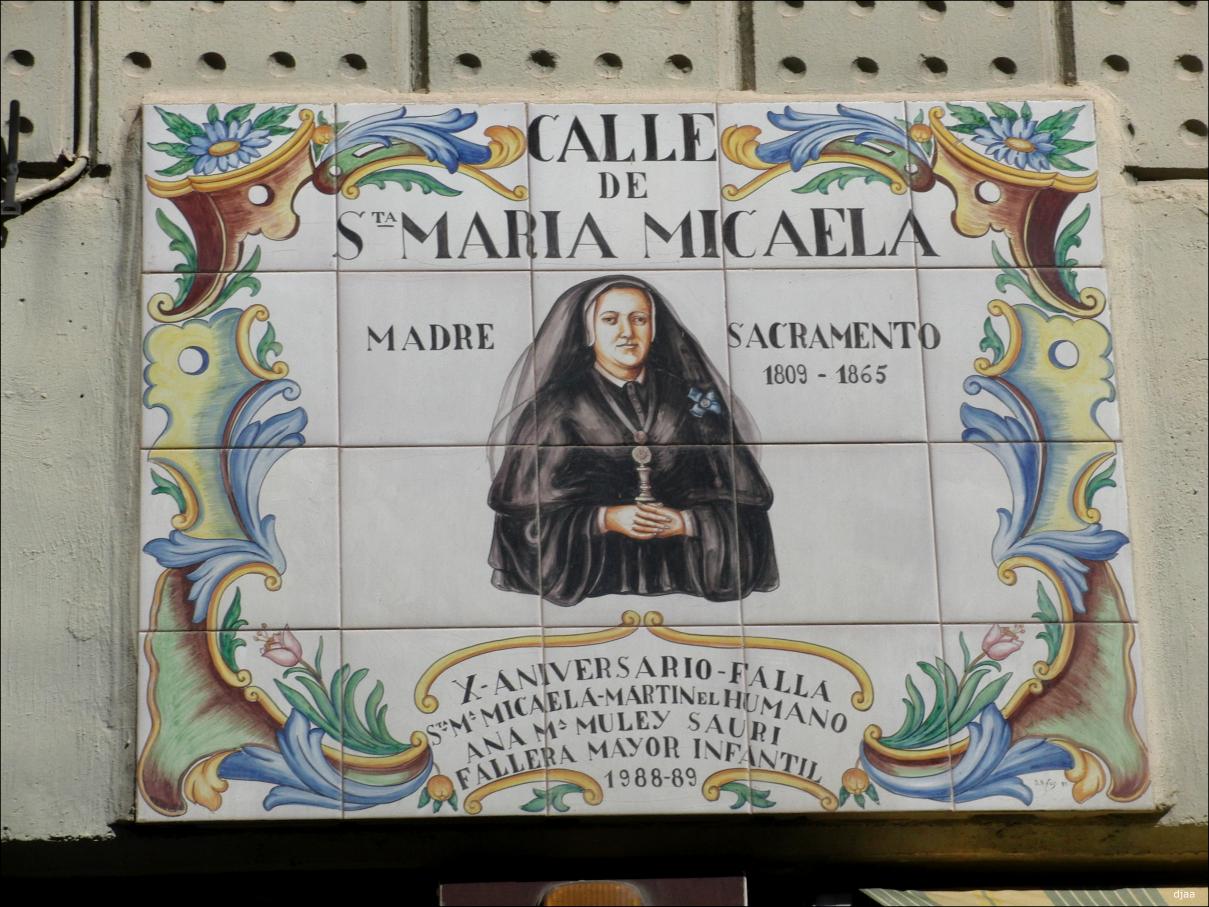 CALLE
DE
STA MARIA MICAELA
MADRE
SACRAMENTO
1809 - 1865
X-ANIVERSARIO-FALLA
STA Mª MICAELA-MARTIN EL HUMANO
ANA Mª MULEY SAURI
FALLERA MAYOR INFANTIL
1988-89
djaa